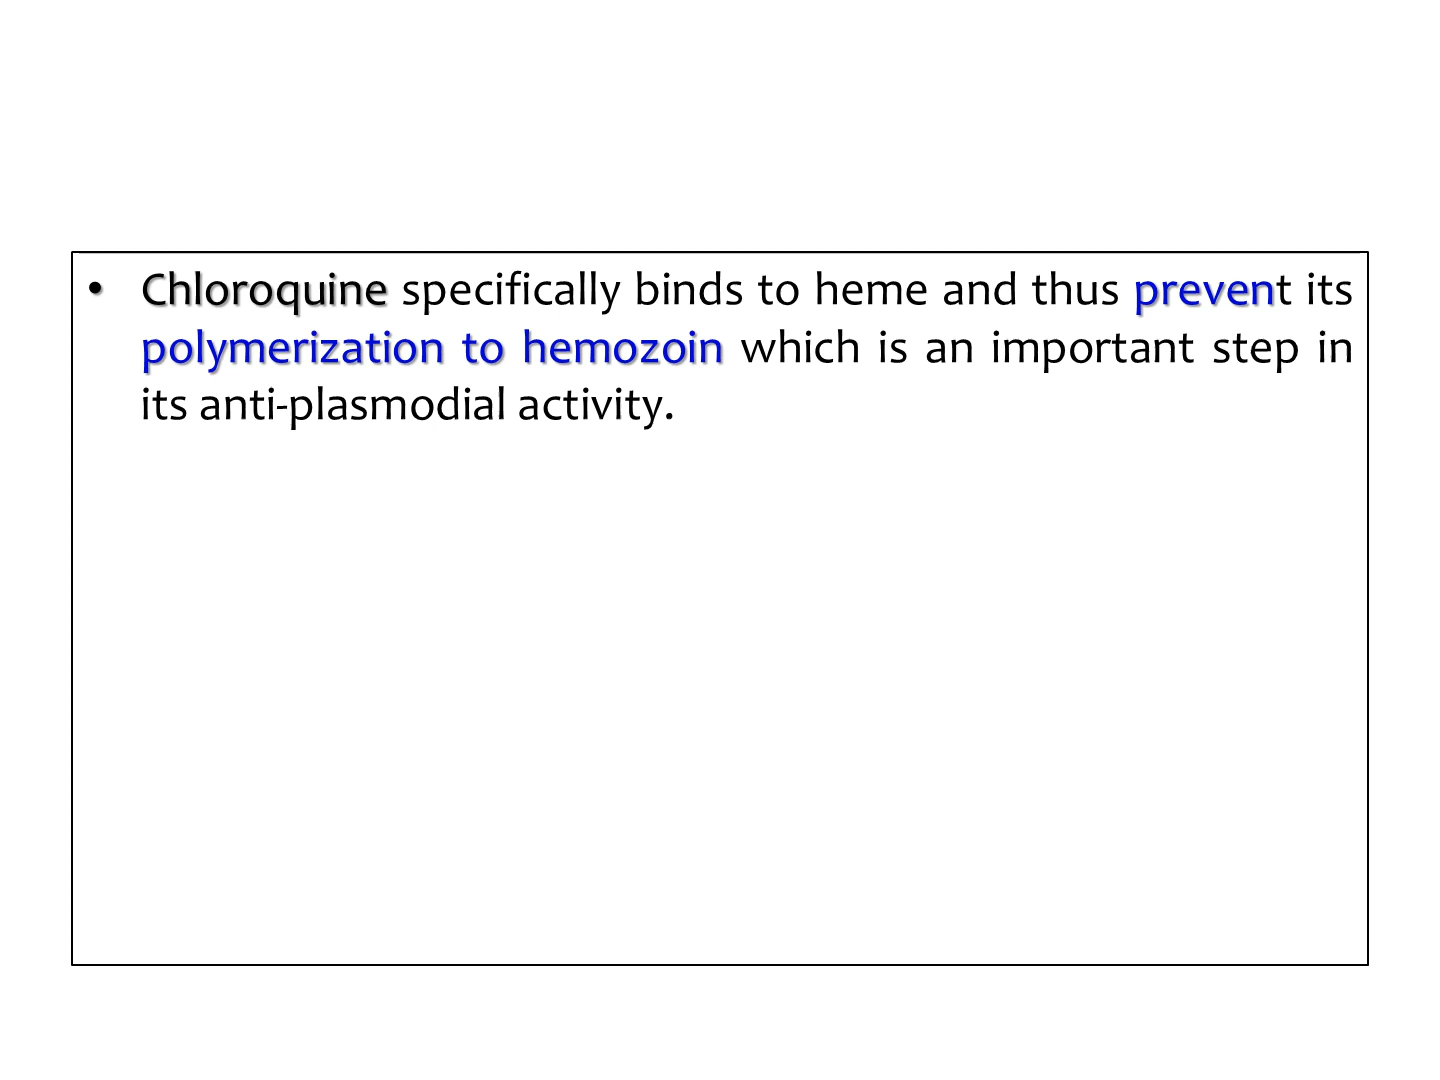 • Chloroquine specifically binds to heme and thus prevent its
polymerization to hemozoin which is an important step in
its anti-plasmodial activity.